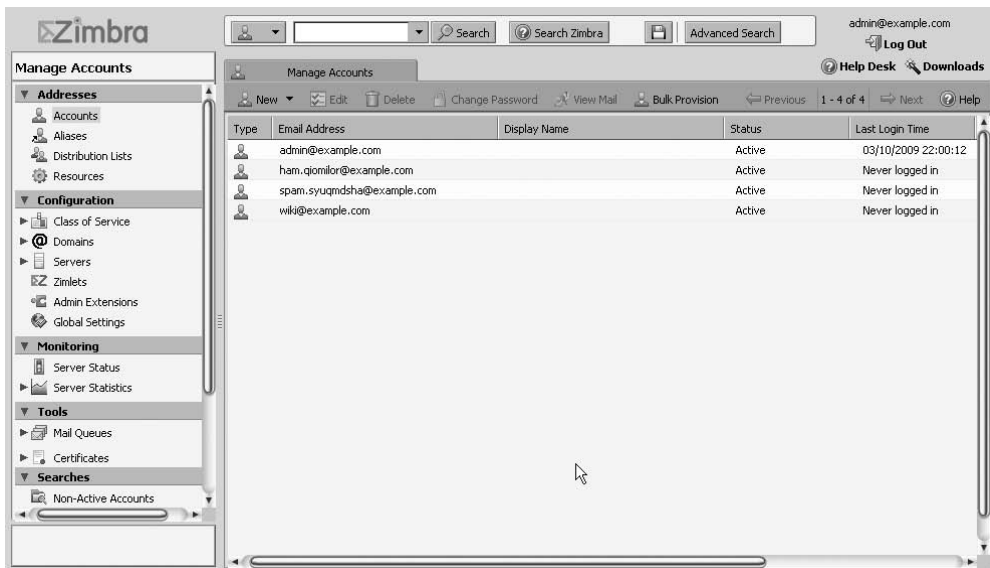 Zimbra
Search
Search Zimbra
Advanced Search
admin@example.com
Log Out
Manage Accounts
Manage Accounts
Help Desk
Downloads
Addresses
Accounts
Aliases
Distribution Lists
Resources
Configuration
Class of Service
Domains
Servers
Zimlets
Admin Extensions
Global Settings
Monitoring
Server Status
Server Statistics
Tools
Mail Queues
Certificates
Searches
Non-Active Accounts
New Edit Delete Change Password View Mail Bulk Provision Previous 1 - 4 of 4 Next Help
Type Email Address Display Name Status Last Login Time
admin@example.com Active 03/10/2009 22:00:12
ham.qiomilor@example.com Active Never logged in
spam.syuqmdsha@example.com Active Never logged in
wiki@example.com Active Never logged in